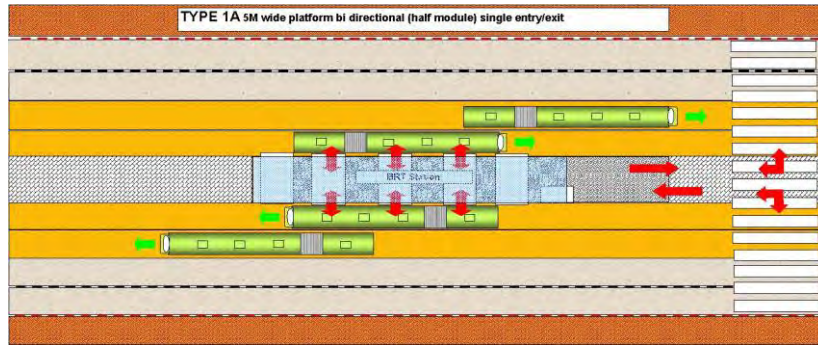 TYPE 1A 5M wide platform bi directional (half module) single entry/exit
BRT Station